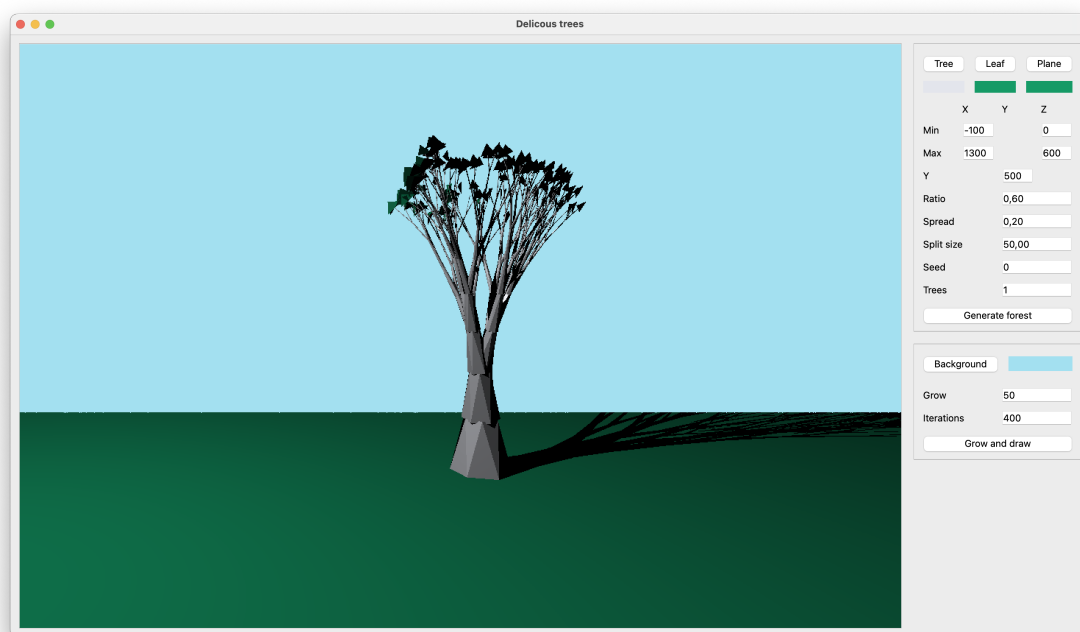 Delicous trees
Tree Leaf Plane
X Y Z
Min -100 0
Max 1300 600
Y 500
Ratio 0,60
Spread 0,20
Split size 50,00
Seed 0
Trees 1
Generate forest
Background
Grow 50
Iterations 400
Grow and draw